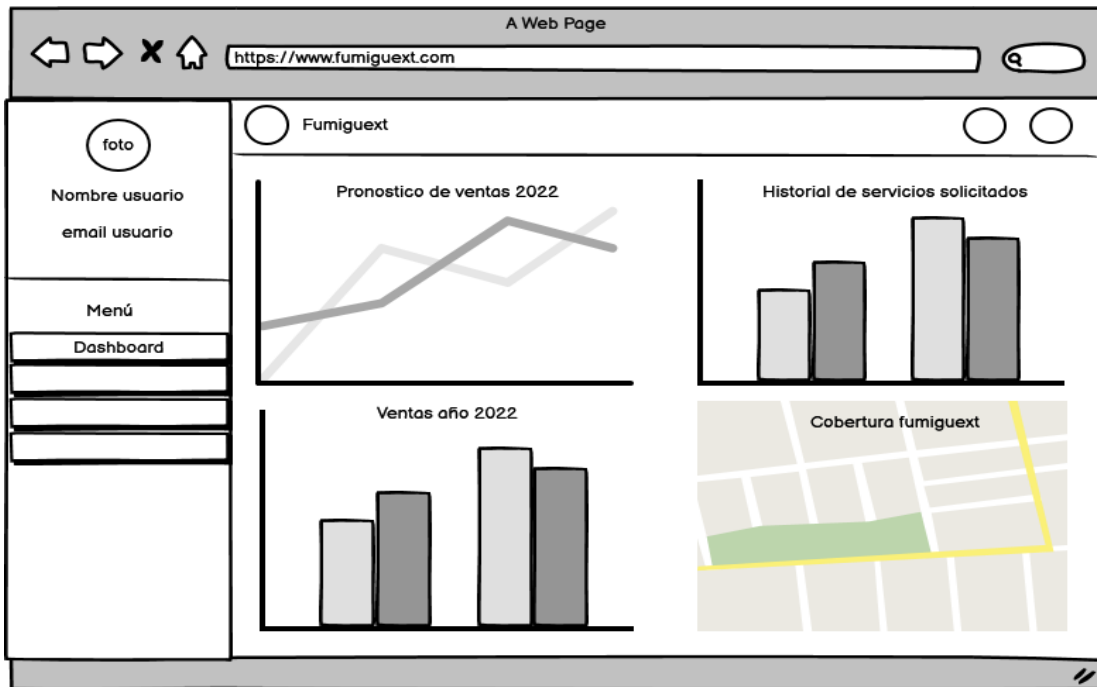 A Web Page
https://www.fumiguext.com
foto
Nombre usuario
email usuario
Menú
Dashboard
Fumiguext
Pronostico de ventas 2022
Historial de servicios solicitados
Ventas año 2022
Cobertura fumiguext